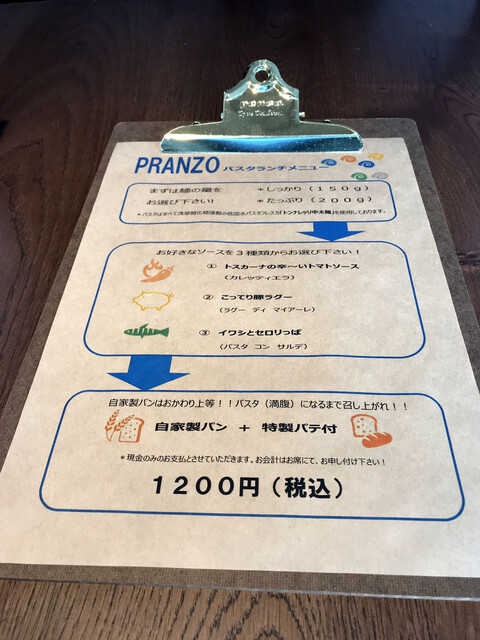 PRANZO パスタランチメニュー
まずは麺の量を ＊しっかり（１５０ｇ）
お選び下さい！ ＊たっぷり（２００ｇ）
お好きなソースを３種類からお選び下さい！
① トスカーナの辛～いトマトソース
（カレッティエラ）
② こってり豚ラグー
（ラグー ディ マイアーレ）
③ イワシとセロリっぱ
（パスタ コン サルデ）
自家製パンはおかわり上等！！パスタ（満腹）になるまで召し上がれ！！
自家製パン ＋ 特製パテ付
＊現金のみのお支払とさせていただきます。お会計はお席にて、お申し付け下さい！
１２００円（税込）